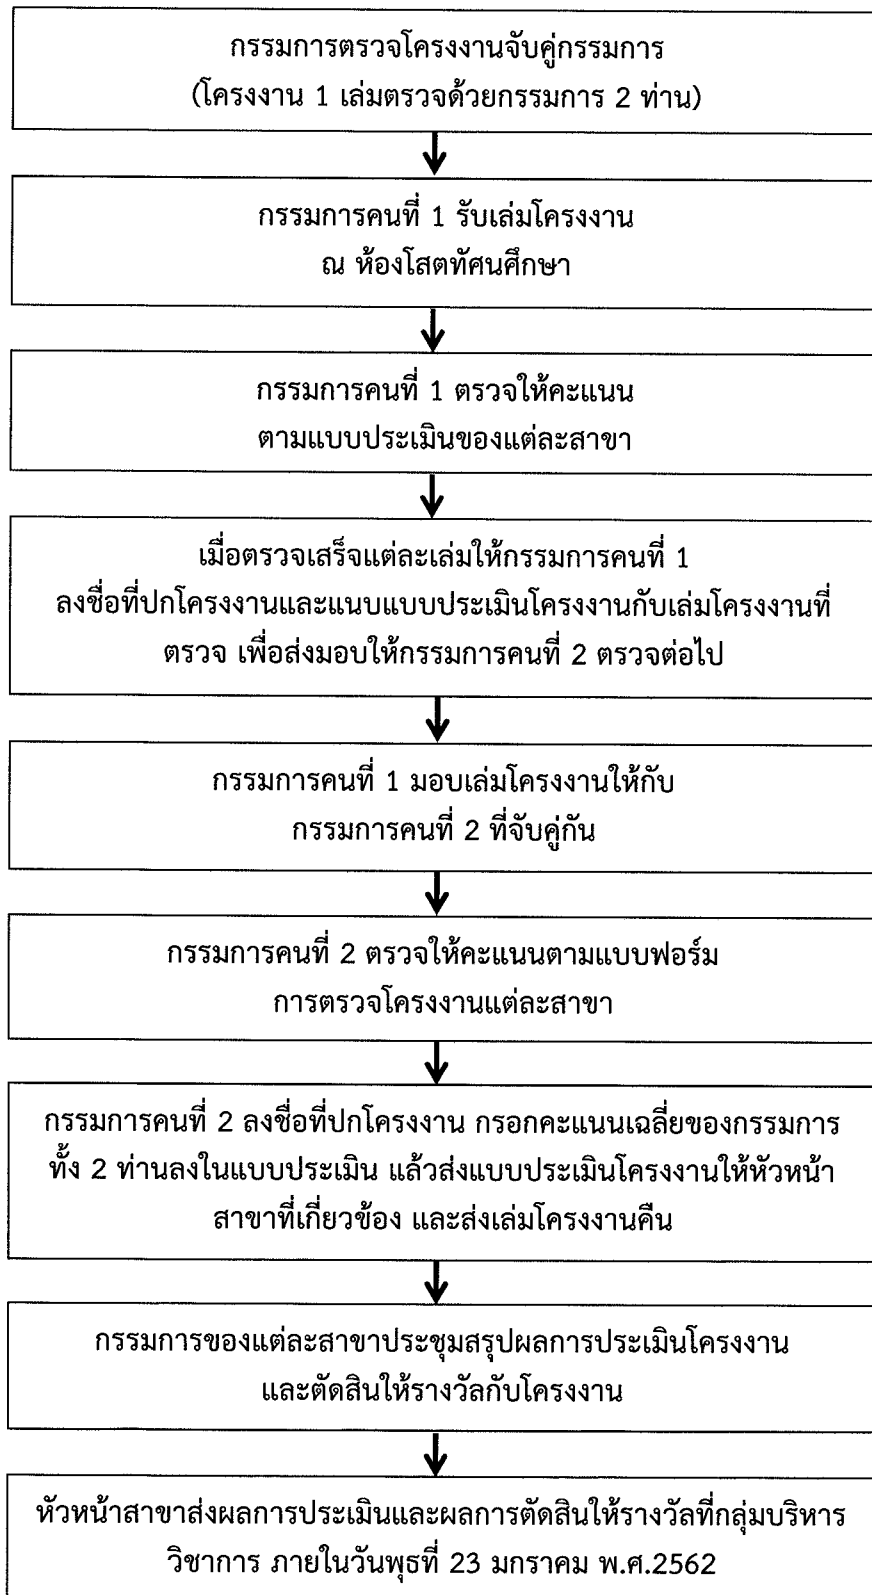 กรรมการตรวจโครงงานจับคู่กรรมการ
(โครงงาน 1 เล่มตรวจด้วยกรรมการ 2 ท่าน)
กรรมการคนที่ 1 รับเล่มโครงงาน
ณ ห้องโสตทัศนศึกษา
กรรมการคนที่ 1 ตรวจให้คะแนน
ตามแบบประเมินของแต่ละสาขา
เมื่อตรวจเสร็จแต่ละเล่มให้กรรมการคนที่ 1
ลงชื่อที่ปกโครงงานและแนบแบบประเมินโครงงานกับเล่มโครงงานที่
ตรวจ เพื่อส่งมอบให้กรรมการคนที่ 2 ตรวจต่อไป
กรรมการคนที่ 1 มอบเล่มโครงงานให้กับ
กรรมการคนที่ 2 ที่จับคู่กัน
กรรมการคนที่ 2 ตรวจให้คะแนนตามแบบฟอร์ม
การตรวจโครงงานแต่ละสาขา
กรรมการคนที่ 2 ลงชื่อที่ปกโครงงาน กรอกคะแนนเฉลี่ยของกรรมการ
ทั้ง 2 ท่านลงในแบบประเมิน แล้วส่งแบบประเมินโครงงานให้หัวหน้า
สาขาที่เกี่ยวข้อง และส่งเล่มโครงงานคืน
กรรมการของแต่ละสาขาประชุมสรุปผลการประเมินโครงงาน
และตัดสินให้รางวัลกับโครงงาน
หัวหน้าสาขาส่งผลการประเมินและผลการตัดสินให้รางวัลที่กลุ่มบริหาร
วิชาการ ภายในวันพุธที่ 23 มกราคม พ.ศ.2562